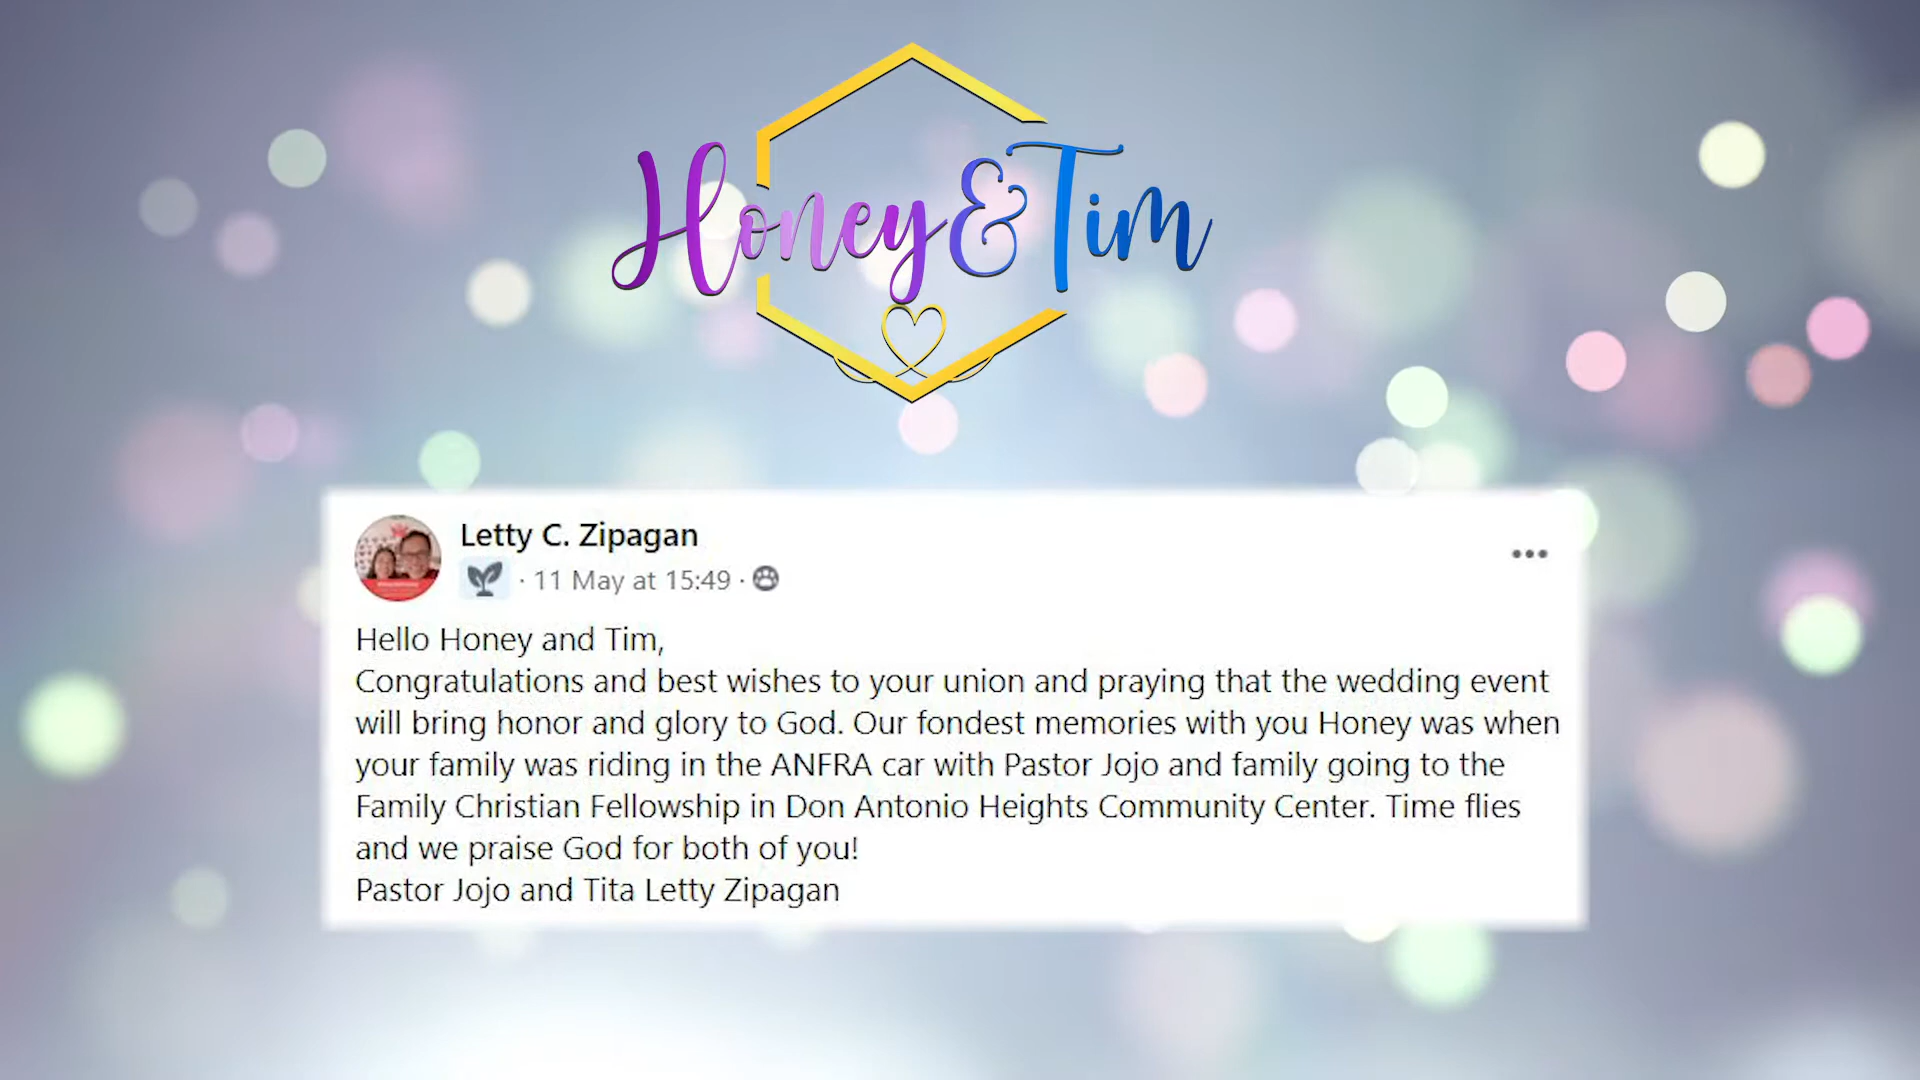 Honey & Tim
Letty C. Zipagan
· 11 May at 15:49 ·
Hello Honey and Tim,
Congratulations and best wishes to your union and praying that the wedding event
will bring honor and glory to God. Our fondest memories with you Honey was when
your family was riding in the ANFRA car with Pastor Jojo and family going to the
Family Christian Fellowship in Don Antonio Heights Community Center. Time flies
and we praise God for both of you!
Pastor Jojo and Tita Letty Zipagan